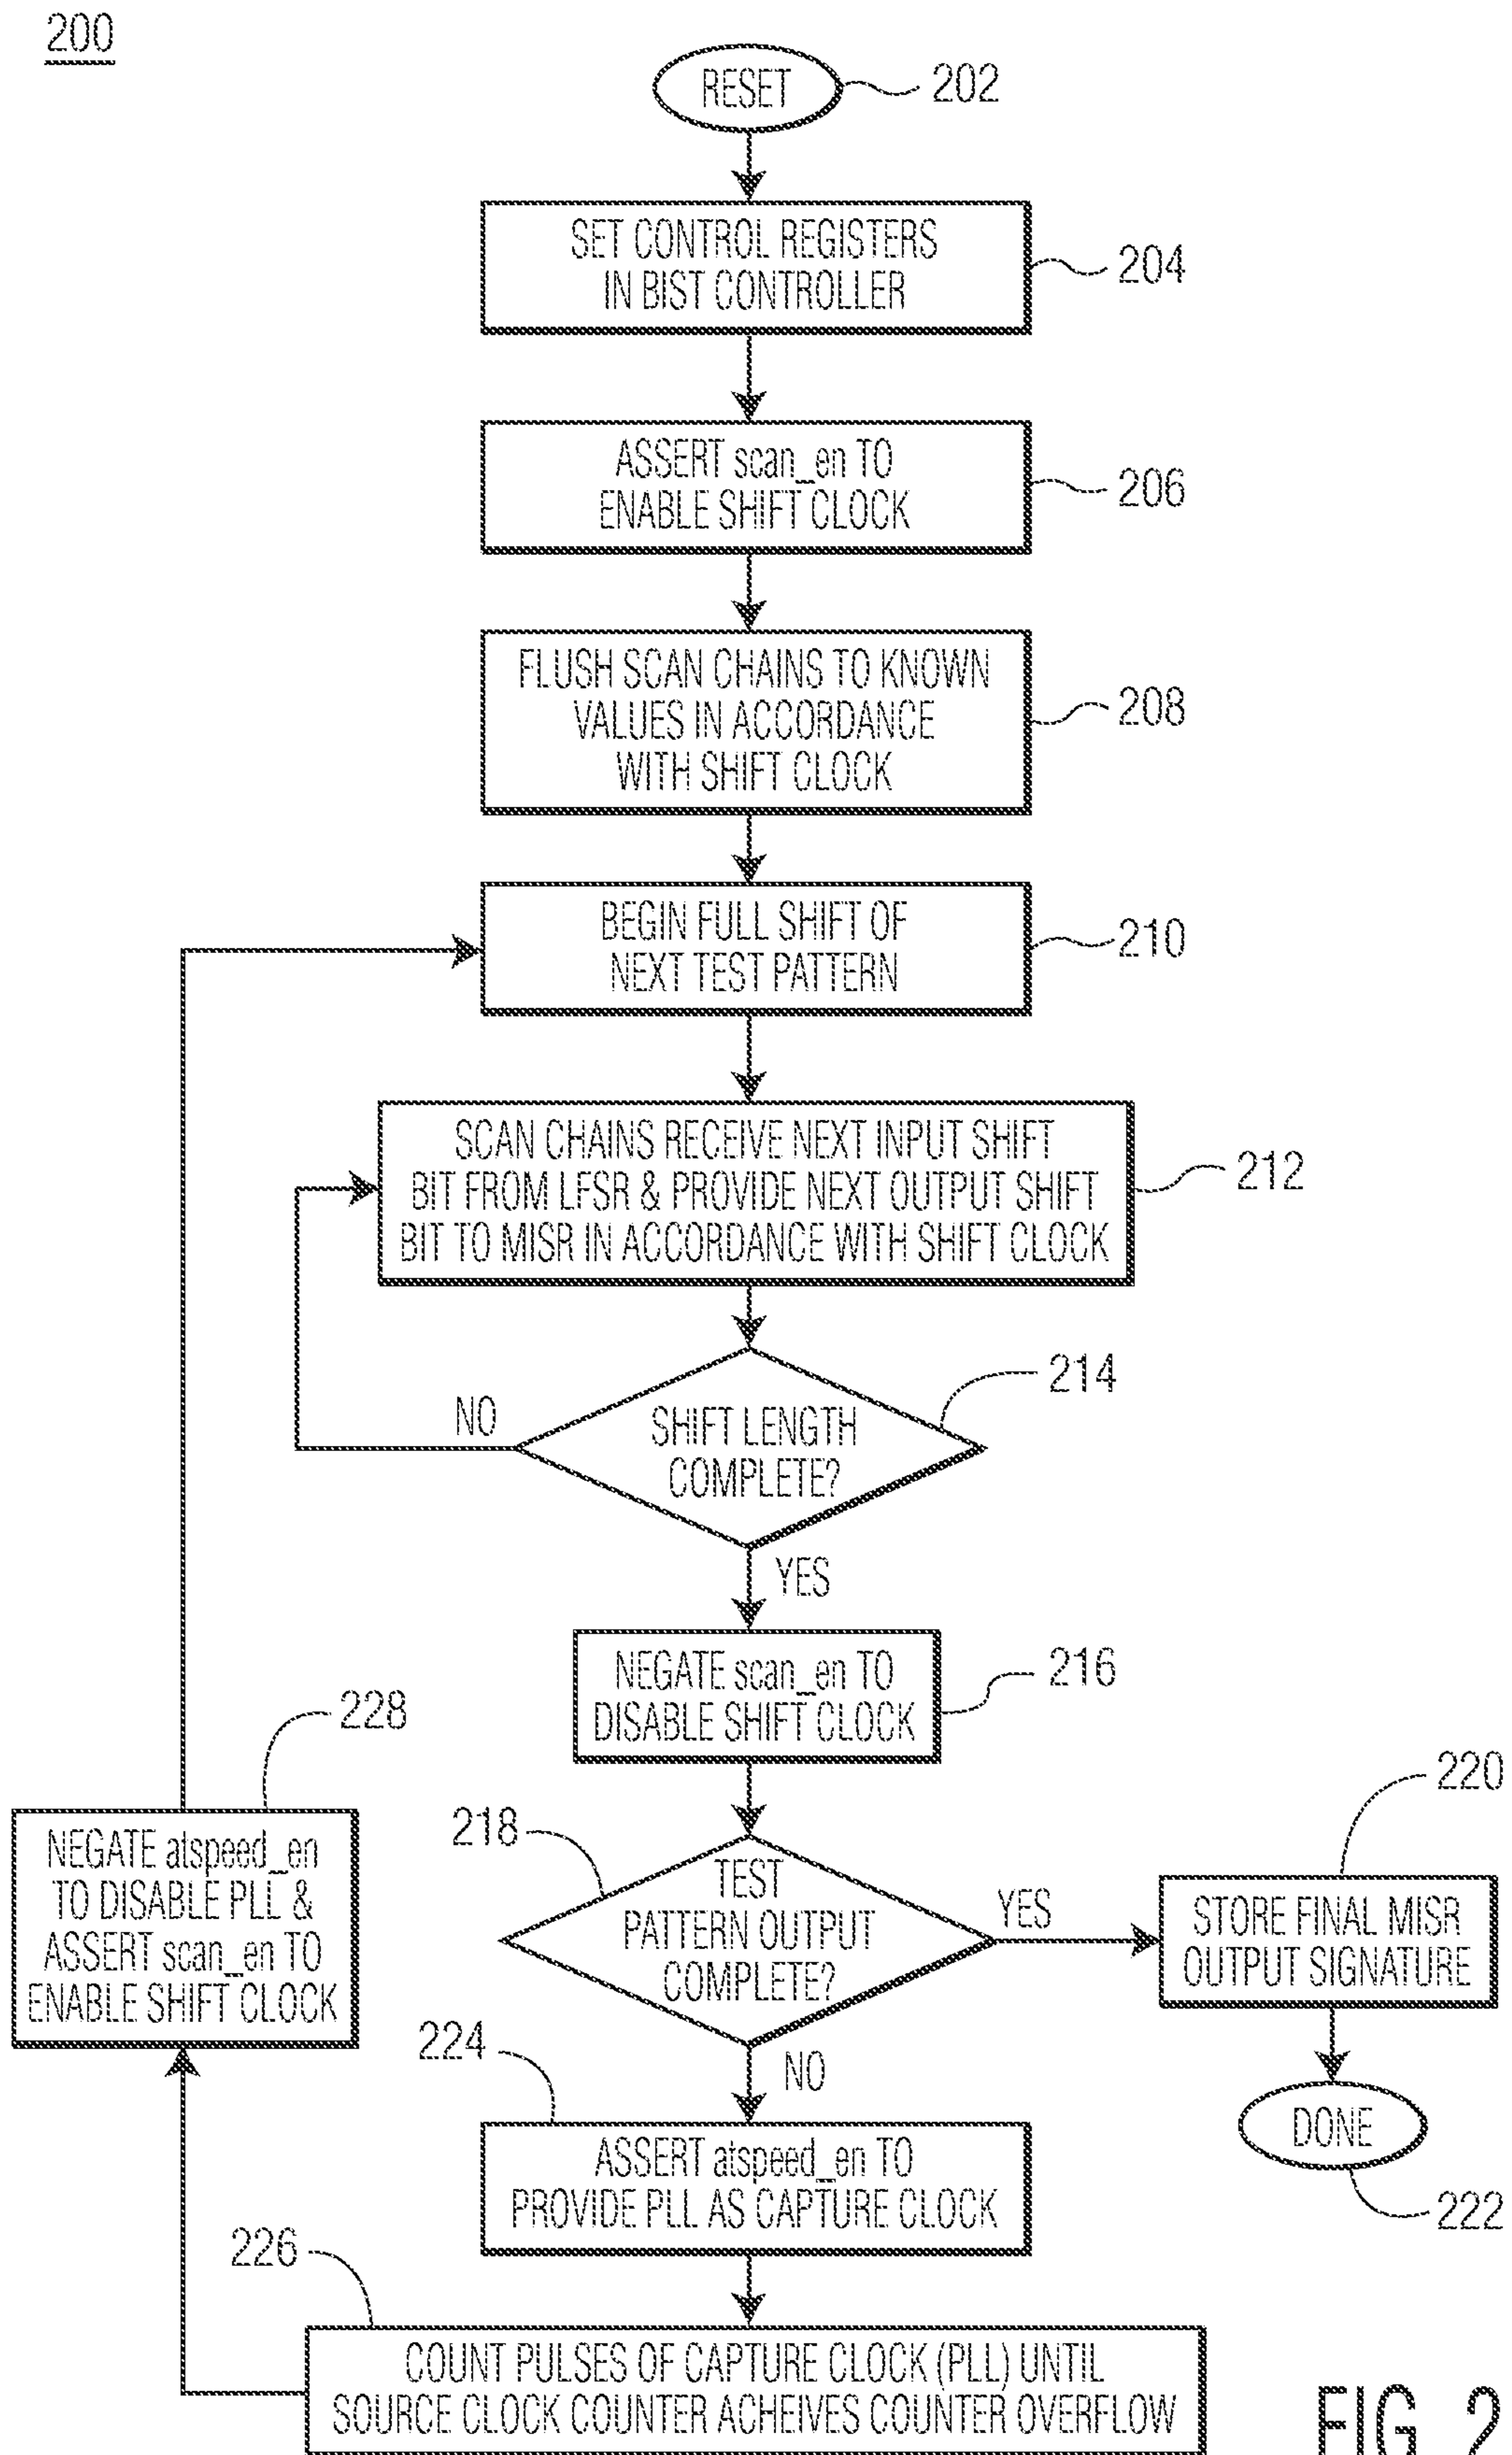 200
RESET
202
SET CONTROL REGISTERS
IN BIST CONTROLLER
204
ASSERT scan_en TO
ENABLE SHIFT CLOCK
206
FLUSH SCAN CHAINS TO KNOWN
VALUES IN ACCORDANCE
WITH SHIFT CLOCK
208
BEGIN FULL SHIFT OF
NEXT TEST PATTERN
210
SCAN CHAINS RECEIVE NEXT INPUT SHIFT
BIT FROM LFSR & PROVIDE NEXT OUTPUT SHIFT
BIT TO MISR IN ACCORDANCE WITH SHIFT CLOCK
212
SHIFT LENGTH
COMPLETE?
214
NO
YES
NEGATE scan_en TO
DISABLE SHIFT CLOCK
216
TEST
PATTERN OUTPUT
COMPLETE?
218
YES
NO
STORE FINAL MISR
OUTPUT SIGNATURE
220
DONE
222
ASSERT atspeed_en TO
PROVIDE PLL AS CAPTURE CLOCK
224
COUNT PULSES OF CAPTURE CLOCK (PLL) UNTIL
SOURCE CLOCK COUNTER ACHEIVES COUNTER OVERFLOW
226
NEGATE atspeed_en
TO DISABLE PLL &
ASSERT scan_en TO
ENABLE SHIFT CLOCK
228
FIG. 2